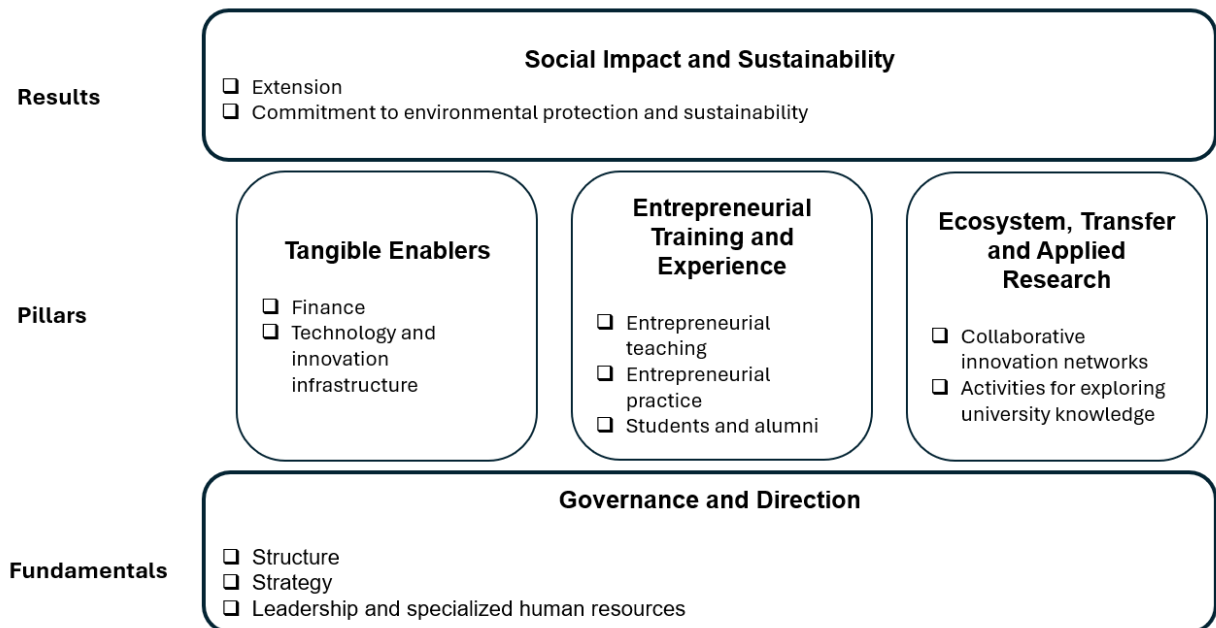 Results
Social Impact and Sustainability
❑ Extension
❑ Commitment to environmental protection and sustainability
Pillars
Tangible Enablers
❑ Finance
❑ Technology and
innovation
infrastructure
Entrepreneurial
Training and
Experience
❑ Entrepreneurial
teaching
❑ Entrepreneurial
practice
❑ Students and alumni
Ecosystem, Transfer
and Applied
Research
❑ Collaborative
innovation networks
❑ Activities for exploring
university knowledge
Fundamentals
Governance and Direction
❑ Structure
❑ Strategy
❑ Leadership and specialized human resources